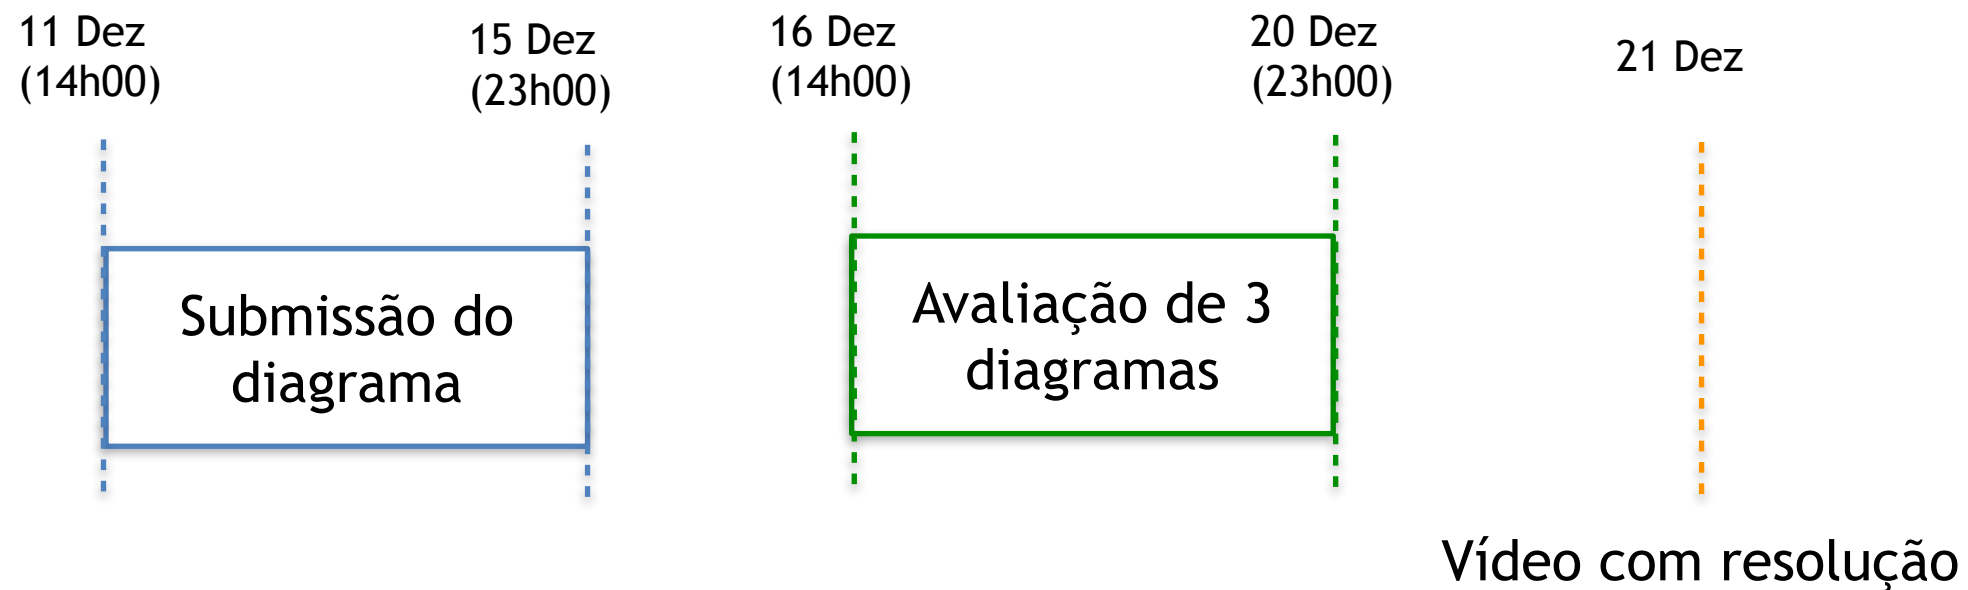 11 Dez
(14h00)
15 Dez
(23h00)
16 Dez
(14h00)
20 Dez
(23h00)
21 Dez
Submissão do
diagrama
Avaliação de 3
diagramas
Vídeo com resolução